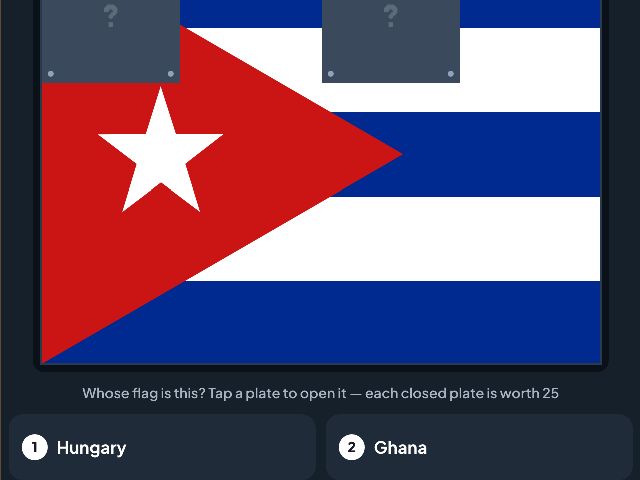 ? ?
Whose flag is this? Tap a plate to open it — each closed plate is worth 25
1 Hungary 2 Ghana